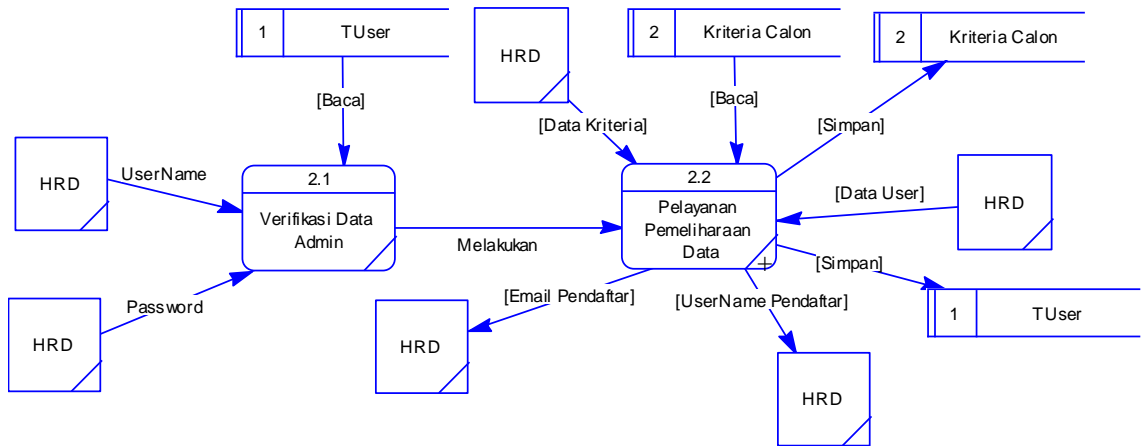 1 TUser
2 Kriteria Calon
2 Kriteria Calon
HRD
[Baca]
[Baca]
[Data Kriteria]
[Simpan]
HRD
UserName
2.1
Verifikasi Data
Admin
2.2
Pelayanan
Pemeliharaan
Data
[Data User]
HRD
Melakukan
[Simpan]
HRD
Password
[Email Pendaftar]
[UserName Pendaftar]
1 TUser
HRD
HRD